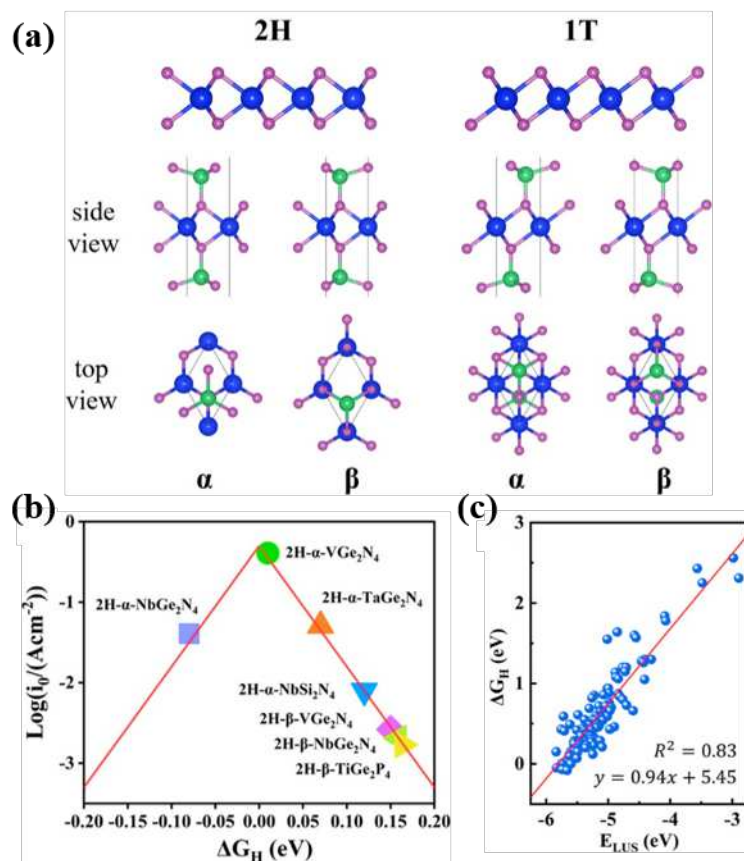 (a)
2H 1T
side
view
top
view
α β α β
(b)
Log(i₀/(Acm⁻²))
0
-1
-2
-3
2H-α-VGe₂N₄
2H-α-NbGe₂N₄
2H-α-TaGe₂N₄
2H-α-NbSi₂N₄
2H-β-VGe₂N₄
2H-β-NbGe₂N₄
2H-β-TiGe₂P₄
-0.20 -0.15 -0.10 -0.05 0.00 0.05 0.10 0.15 0.20
ΔG_H (eV)
(c)
ΔG_H (eV)
3
2
1
0
R² = 0.83
y = 0.94x + 5.45
-6 -5 -4 -3
E_LUS (eV)